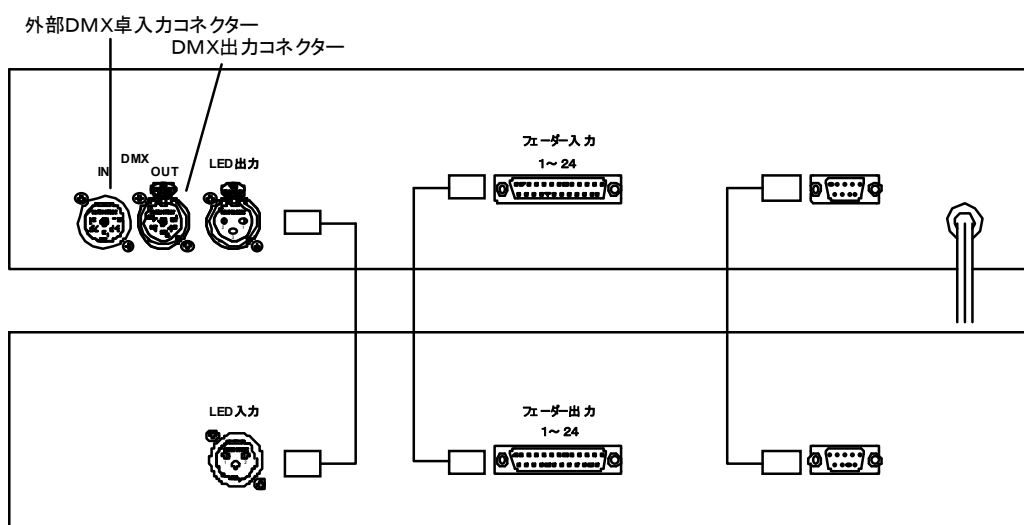 外部DMX卓入力コネクター
DMX出力コネクター
DMX
IN
OUT
LED出力
フェーダー入力
1～24
LED入力
フェーダー出力
1～24